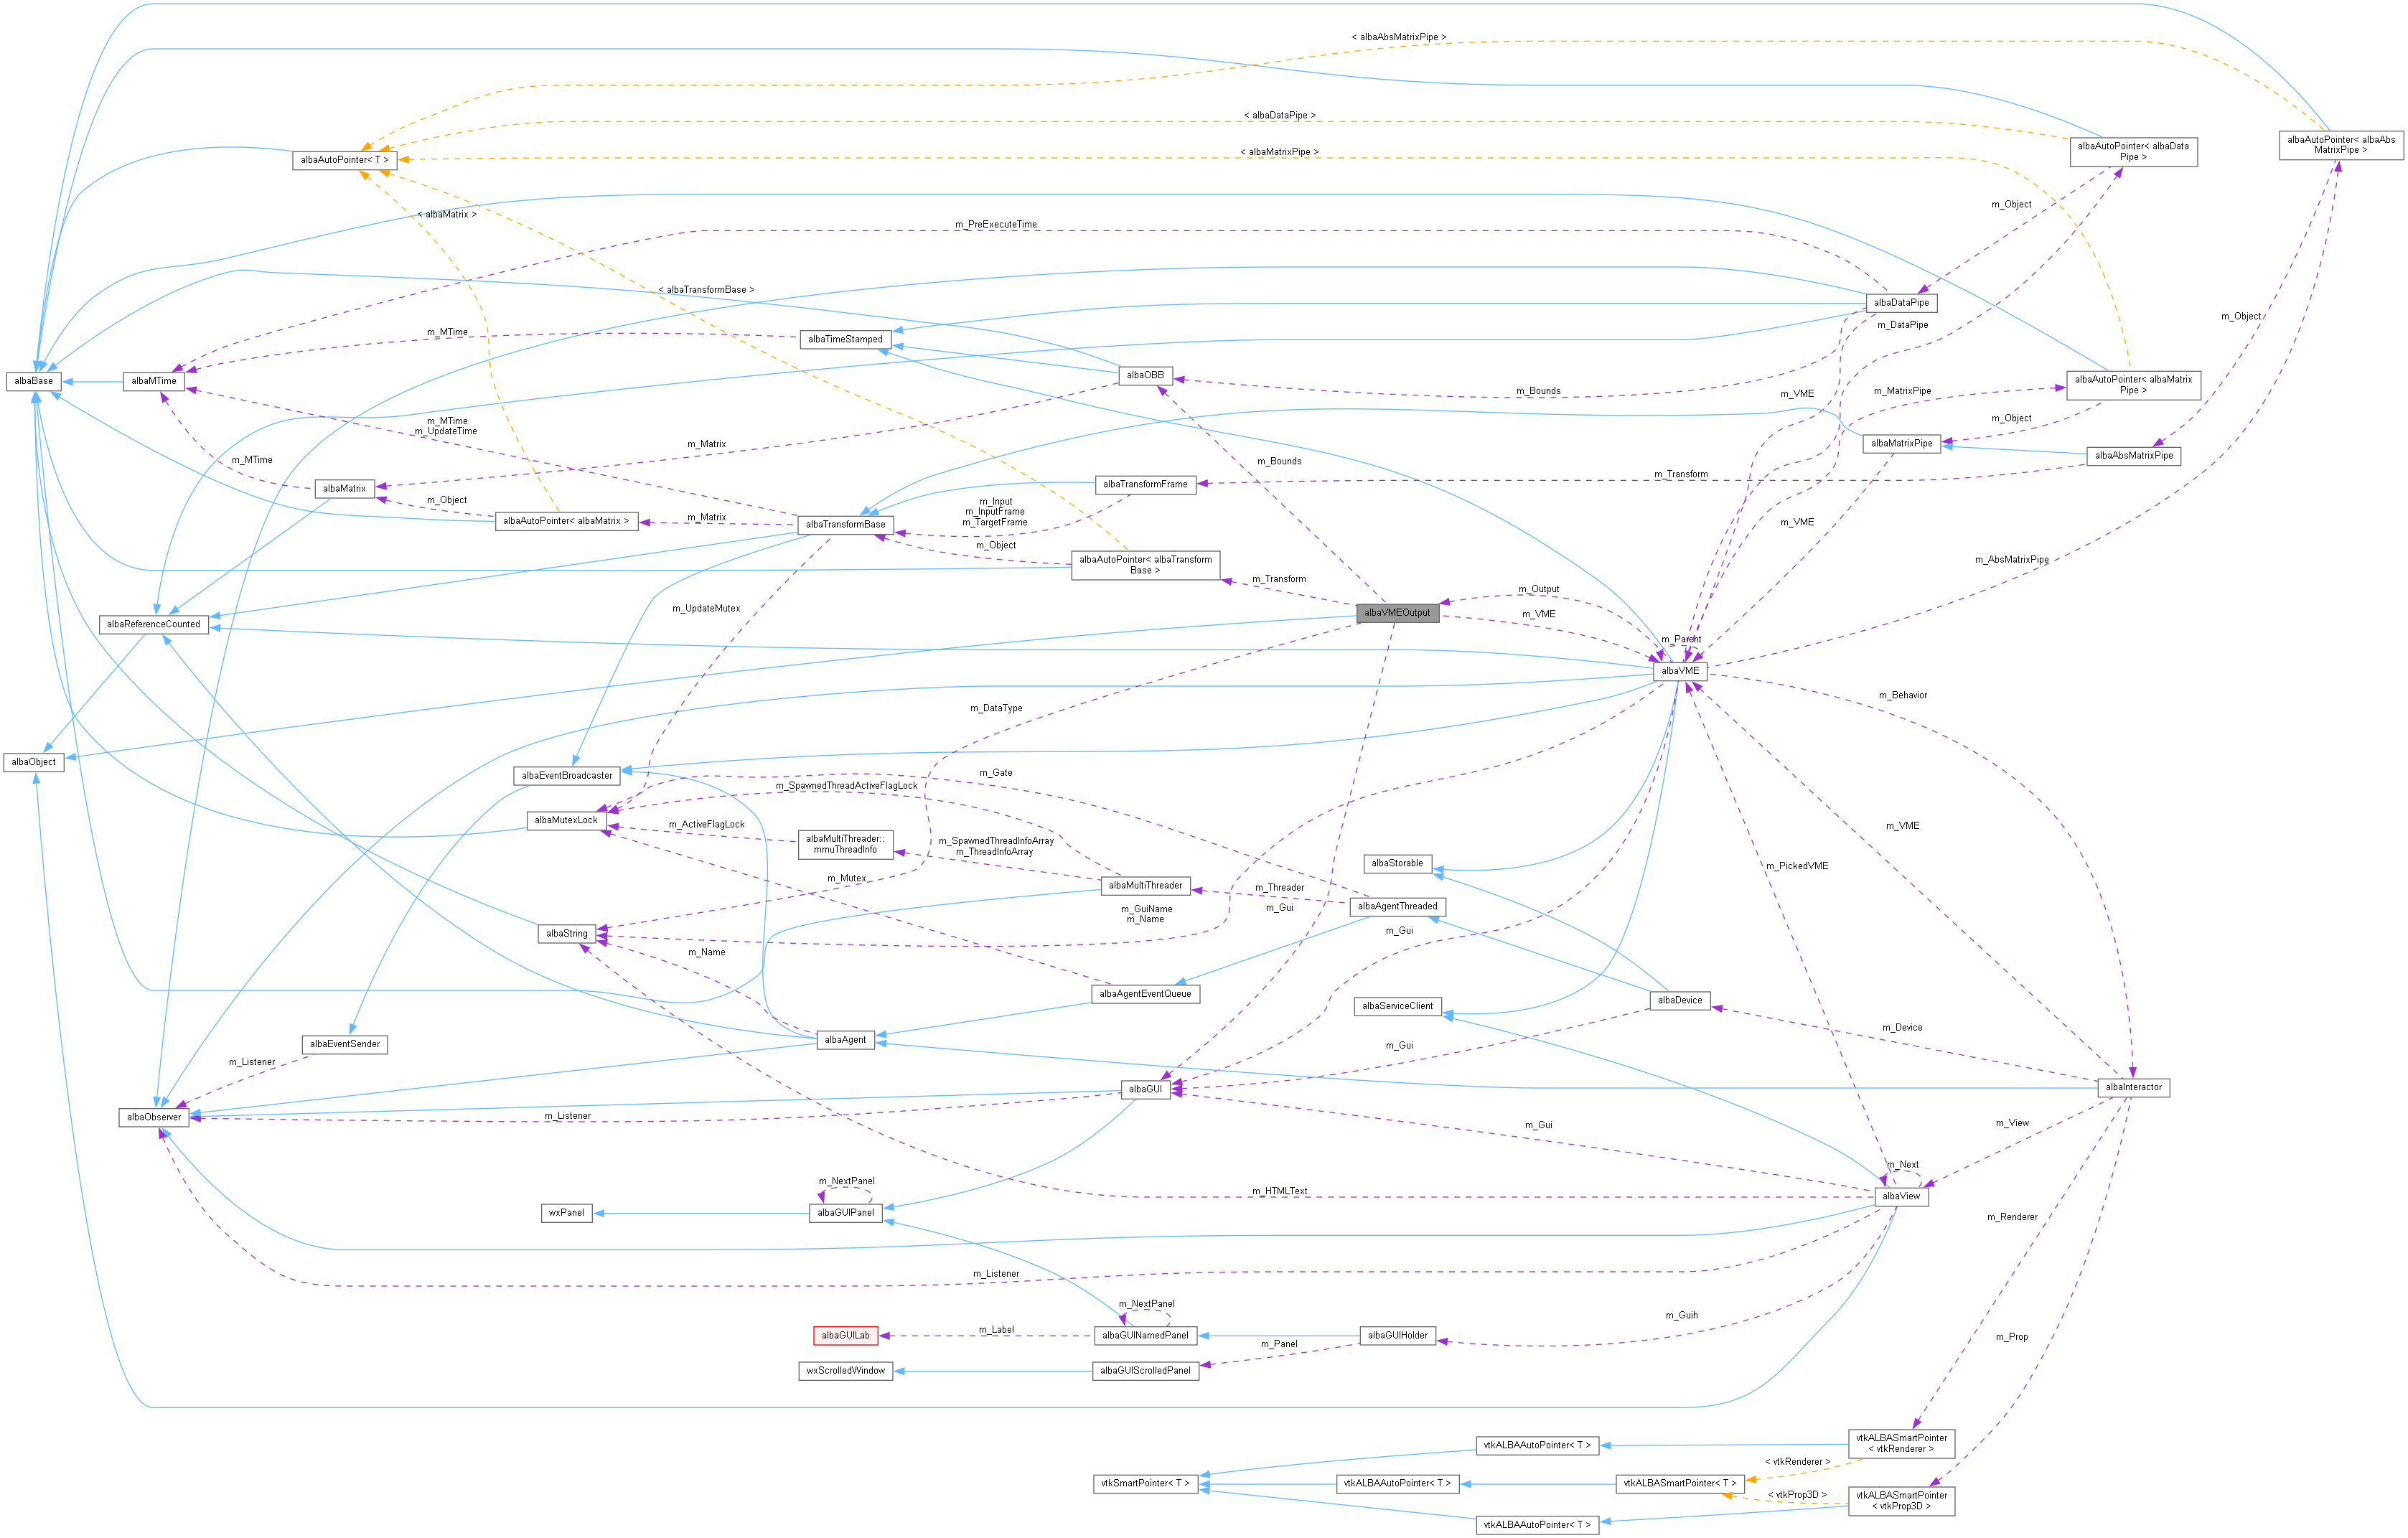 < albaAbsMatrixPipe >
< albaDataPipe >
albaAutoPointer< albaData
Pipe >
albaAutoPointer< albaAbs
MatrixPipe >
< albaMatrixPipe >
albaAutoPointer< T >
m_Object
< albaMatrix >
m_PreExecuteTime
< albaTransformBase >
albaDataPipe
m_Object
m_DataPipe
m_MTime
albaTimeStamped
albaBase
albaMTime
albaOBB
m_Bounds
m_VME
m_MatrixPipe
albaAutoPointer< albaMatrix
Pipe >
m_MTime
m_UpdateTime
m_Object
m_Matrix
albaMatrixPipe
albaAbsMatrixPipe
m_MTime
m_Bounds
m_Transform
albaMatrix
albaTransformFrame
m_Object
m_Input
m_InputFrame
m_TargetFrame
albaAutoPointer< albaMatrix >
m_Matrix
albaTransformBase
m_VME
m_Object
albaAutoPointer< albaTransform
Base >
m_AbsMatrixPipe
m_Transform
m_Output
m_UpdateMutex
albaVMEOutput
m_VME
albaReferenceCounted
m_Parent
albaVME
m_Behavior
m_DataType
albaObject
albaEventBroadcaster
m_Gate
m_SpawnedThreadActiveFlagLock
albaMutexLock
m_ActiveFlagLock
albaMultiThreader::
mmuThreadInfo
m_SpawnedThreadInfoArray
m_ThreadInfoArray
m_VME
albaStorable
m_PickedVME
m_Mutex
albaMultiThreader
m_Threader
albaAgentThreaded
m_GuiName
m_Name
m_Gui
albaString
m_Gui
m_Name
albaAgentEventQueue
albaServiceClient
albaDevice
m_Device
albaEventSender
albaAgent
m_Gui
m_Listener
albaGUI
albaInteractor
albaObserver
m_Listener
m_Gui
m_View
m_Next
m_NextPanel
m_HTMLText
albaView
wxPanel
albaGUIPanel
m_Renderer
m_Listener
m_NextPanel
m_Guih
albaGUILab
m_Label
albaGUINamedPanel
albaGUIHolder
m_Prop
m_Panel
wxScrolledWindow
albaGUIScrolledPanel
vtkALBAAutoPointer< T >
vtkALBASmartPointer
< vtkRenderer >
< vtkRenderer >
vtkSmartPointer< T >
vtkALBAAutoPointer< T >
vtkALBASmartPointer< T >
< vtkProp3D >
vtkALBASmartPointer
< vtkProp3D >
vtkALBAAutoPointer< T >